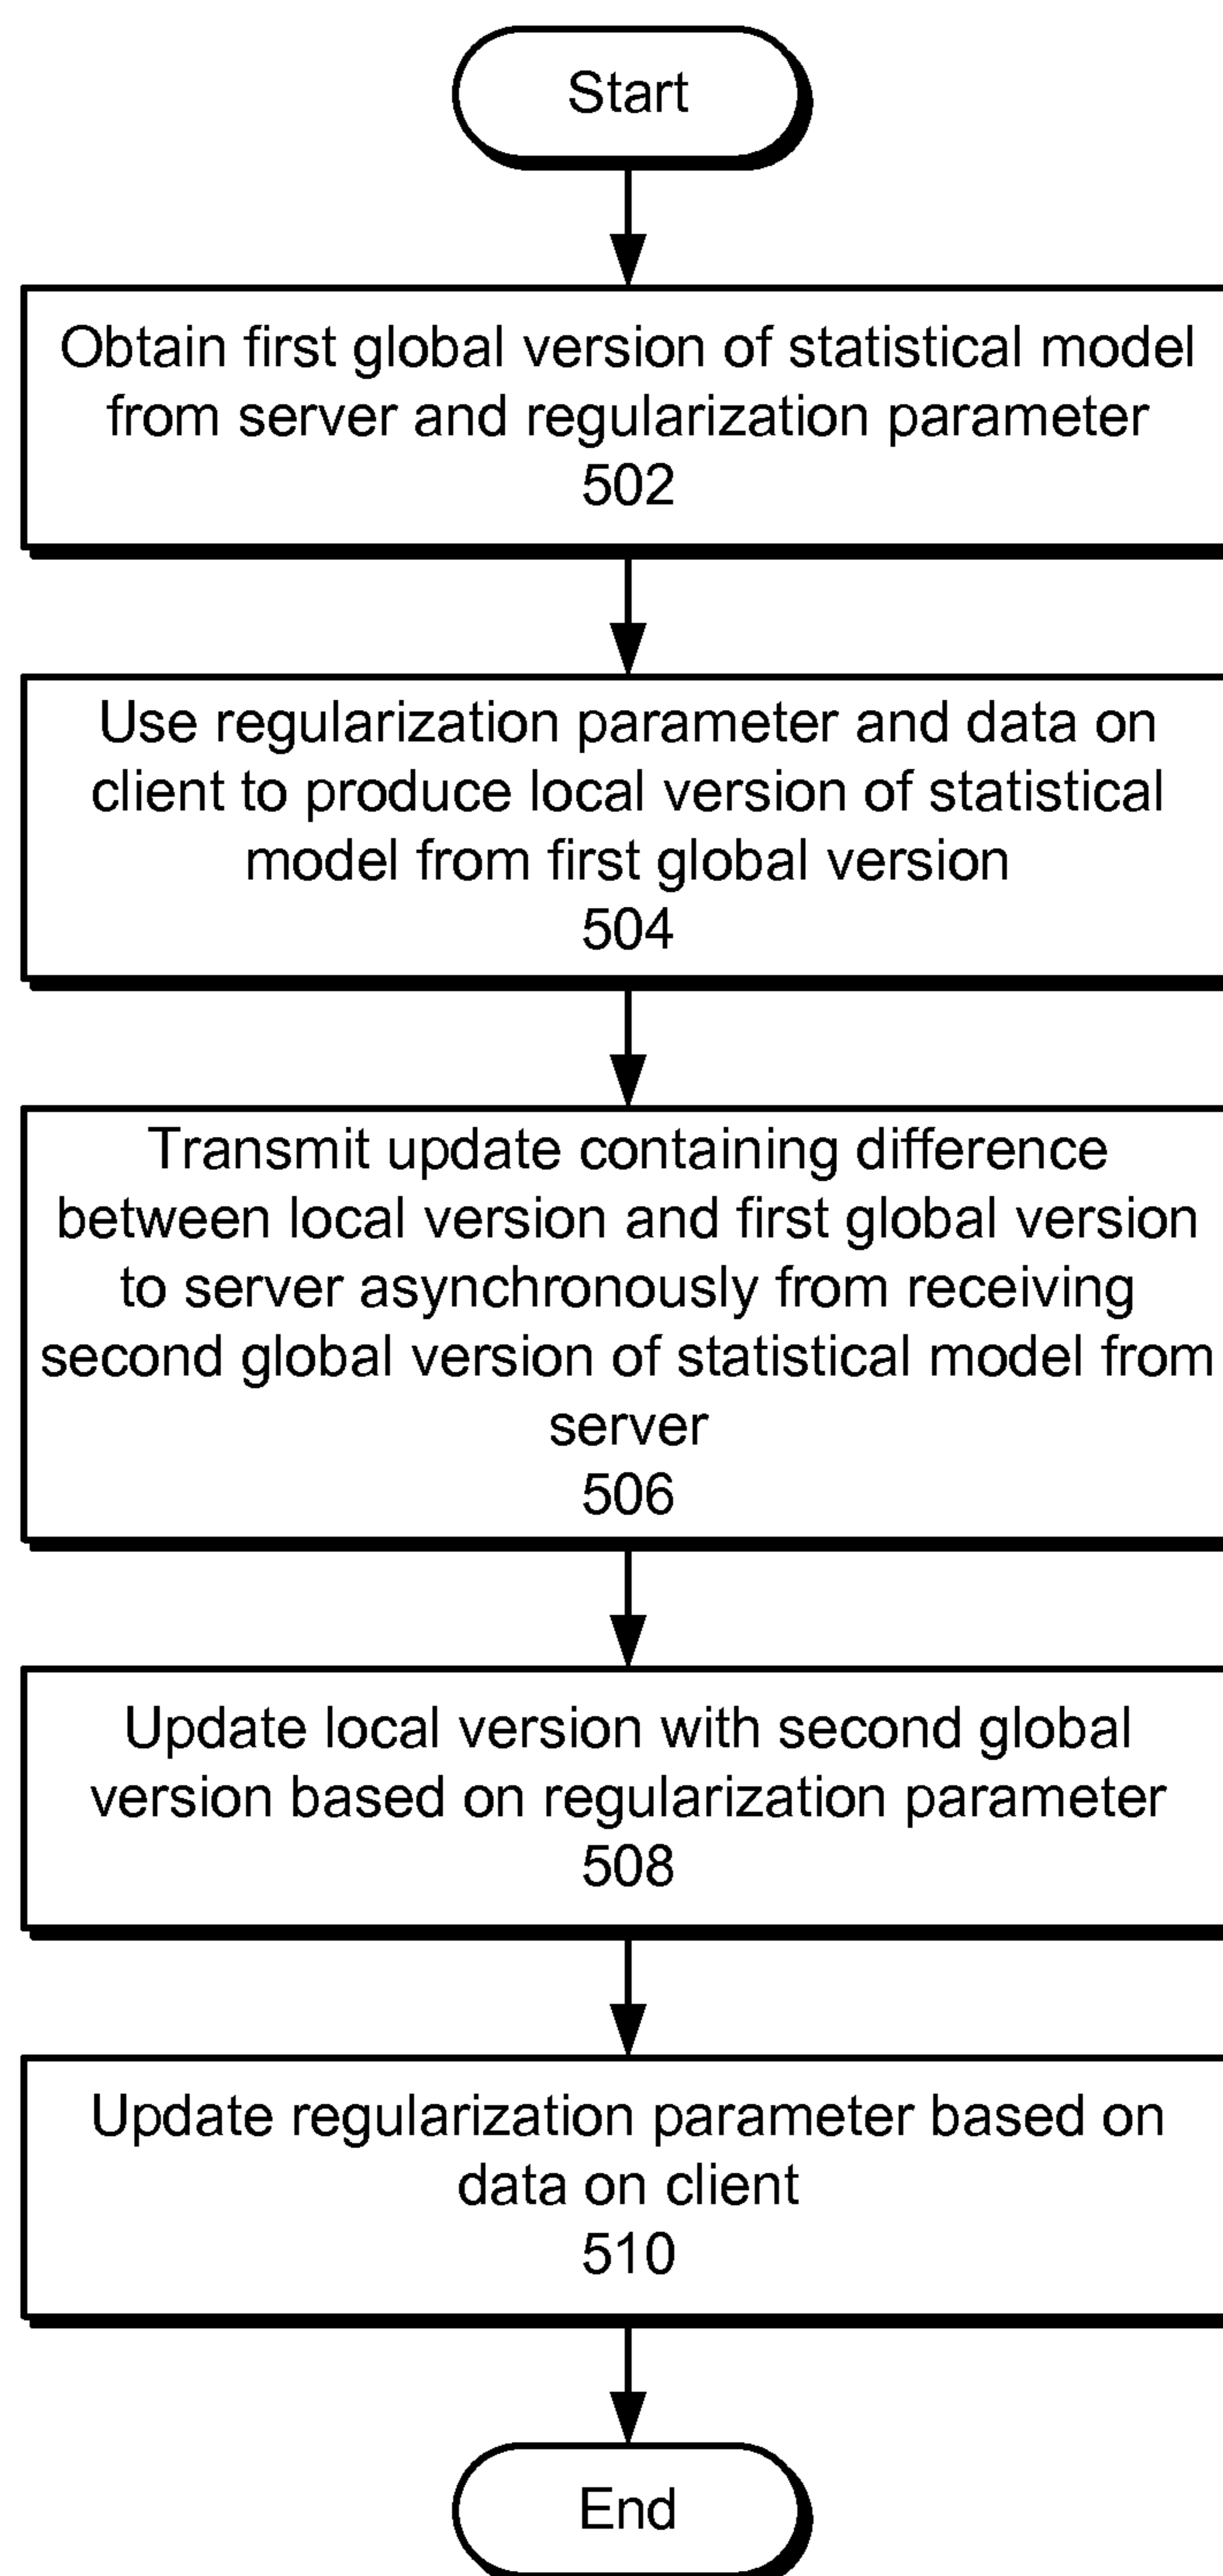 Start
Obtain first global version of statistical model
from server and regularization parameter
502
Use regularization parameter and data on
client to produce local version of statistical
model from first global version
504
Transmit update containing difference
between local version and first global version
to server asynchronously from receiving
second global version of statistical model from
server
506
Update local version with second global
version based on regularization parameter
508
Update regularization parameter based on
data on client
510
End